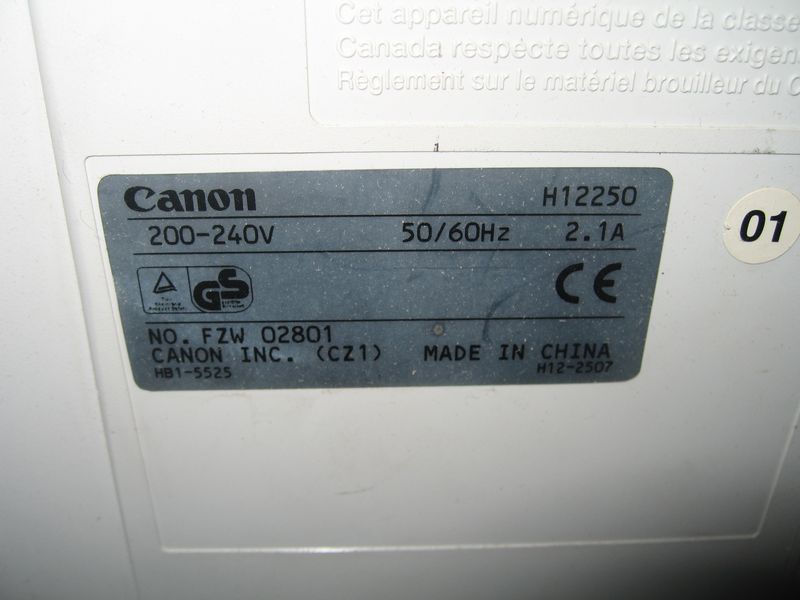 Cet appareil numérique de la classe
Canada respecte toutes les exigen
Règlement sur le matériel brouilleur du C
Canon H12250
200-240V 50/60Hz 2.1A
GS CE
01
NO. FZW 02801
CANON INC. (CZ1) MADE IN CHINA
HB1-5525 H12-2507